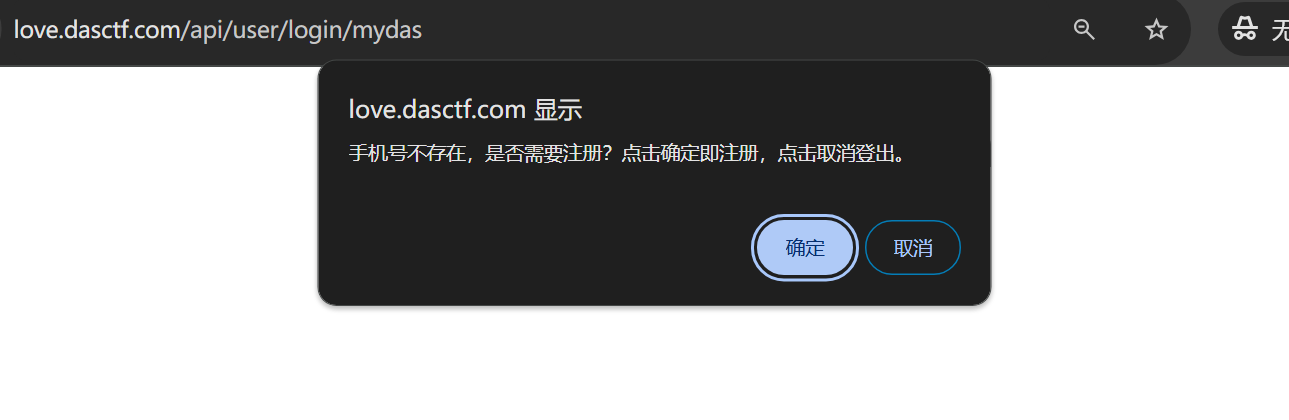 love.dasctf.com/api/user/login/mydas
无
love.dasctf.com 显示
手机号不存在，是否需要注册？点击确定即注册，点击取消登出。
确定
取消